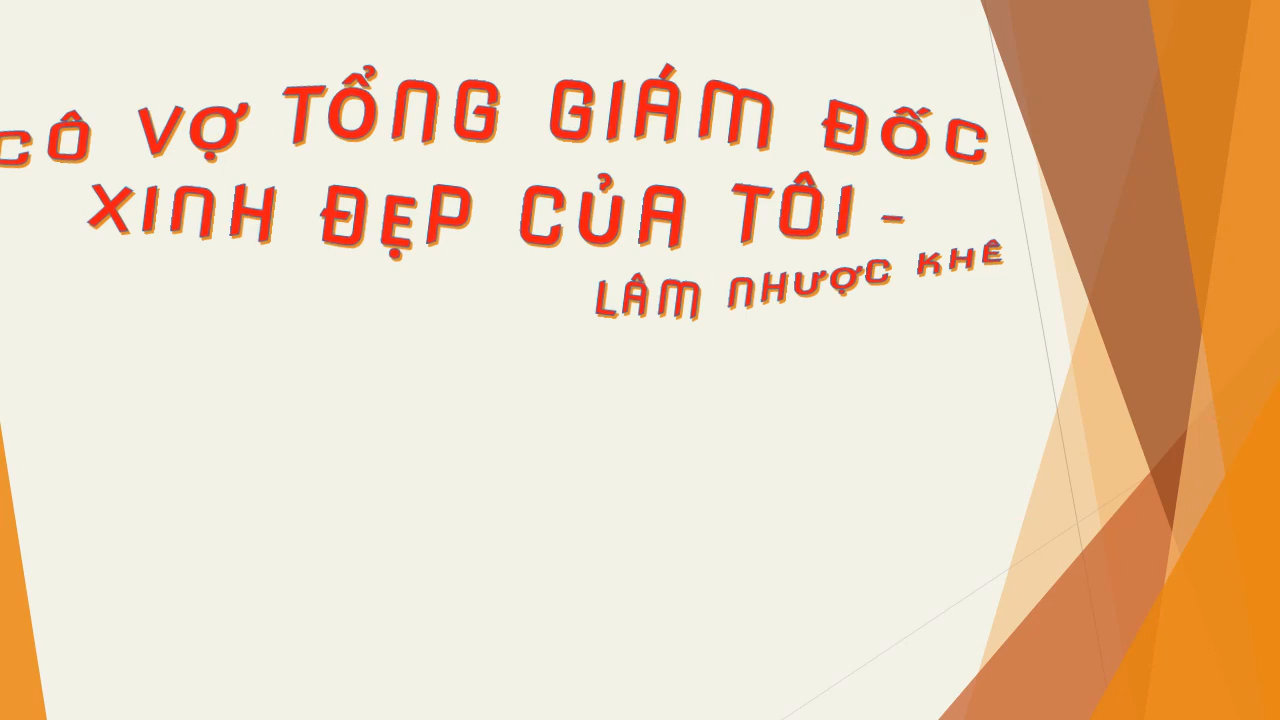 CÔ VỢ TỔNG GIÁM ĐỐC
XINH ĐẸP CỦA TÔI -
LÂM NHƯỢC KHÊ